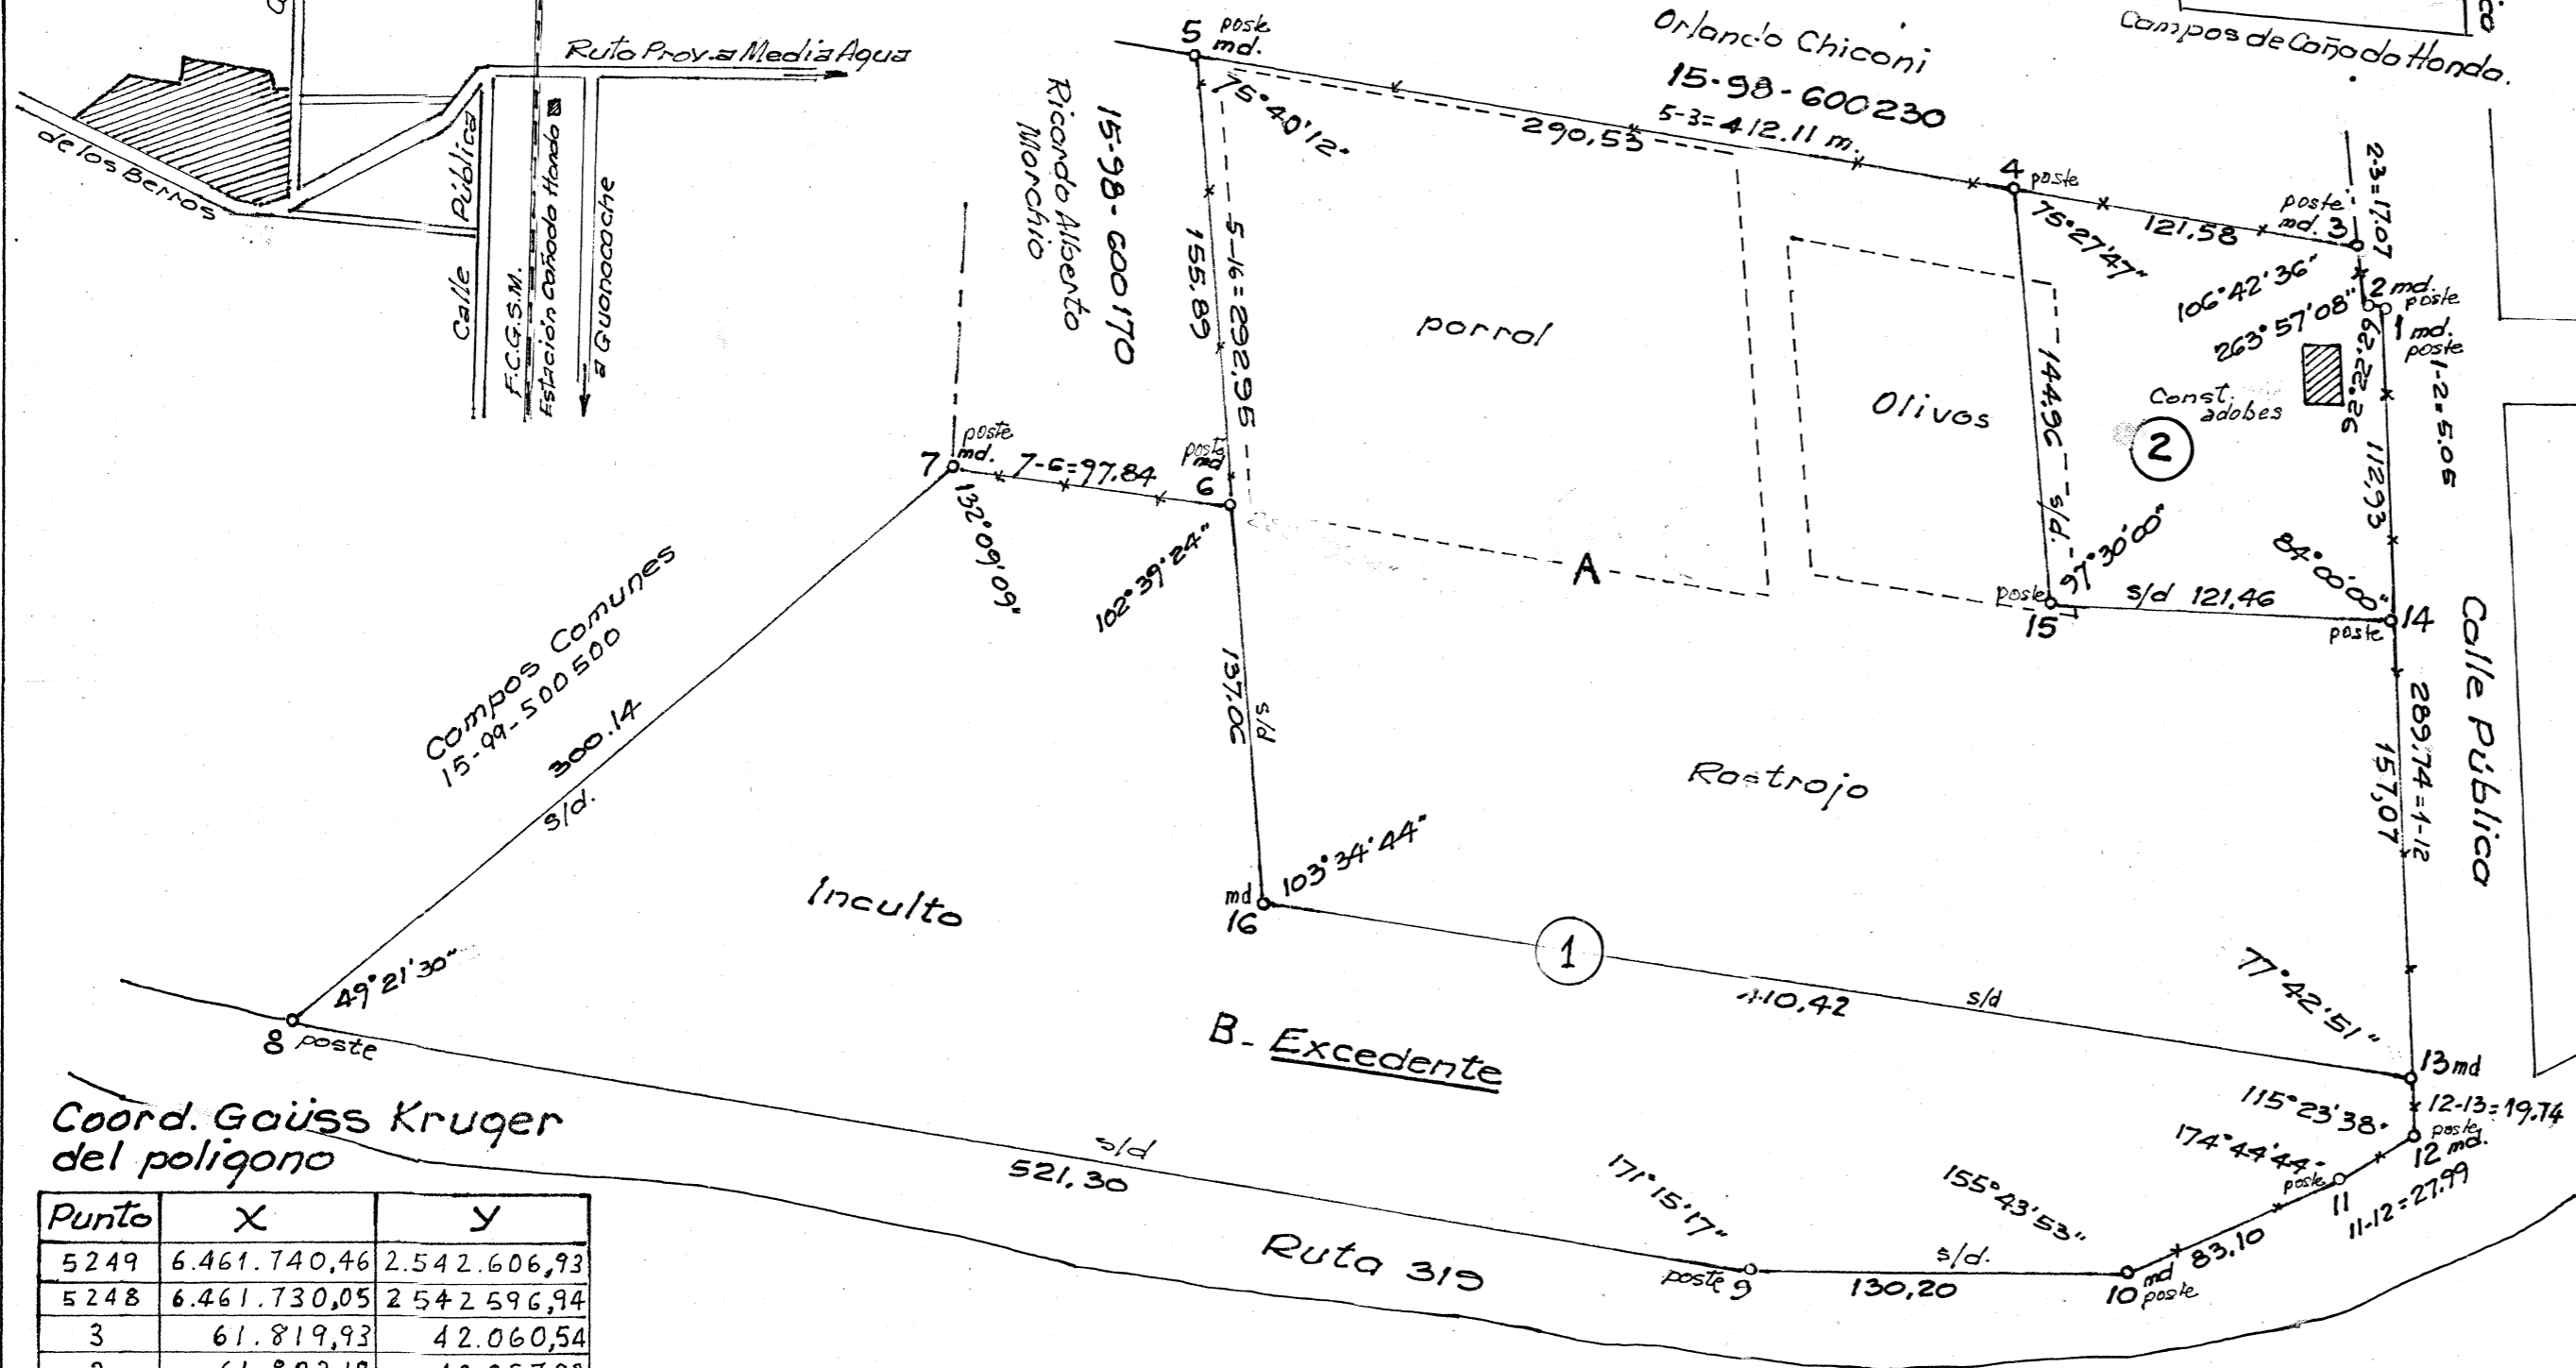 Ruta Prov. a Media Agua
de los Berros
Calle Pública
F.C.G.S.M.
Estación Cañada Honda
a Guanacache
Campos de Cañada Honda.
Orlando Chiconi
15-98-600230
5-3=412.11 m.
290,53
5 poste
md.
75°40'12"
15-98-600170
Ricardo Alberto
Morchio
155,89
5-16=292,95
4 poste
75°27'47"
121.58
poste
md. 3
2-3=17.07
106°42'36"
263°57'08"
2 md.
poste
1 md.
poste
1-2=5.05
Const.
adobes
2
112,93
144,96
s/d.
parral
Olivos
A
7
poste
md.
7-6=97.84
poste
md
6
132°09'09"
102°39'24"
97°30'00"
84°00'00"
poste
15
s/d 121,46
poste
14
Calle Pública
289,74=1-12
157,07
Campos Comunes
15-99-500500
300.14
s/d.
137.06
s/d
Rastrojo
Inculto
md
16
103°34'44"
1
410,42
s/d
77°42'51"
13 md
12-13=19.74
115°23'38"
poste
12 md.
174°44'44"
poste
11
11-12=27.99
49°21'30"
8 poste
B- Excedente
s/d
521,30
171°15'17"
155°43'53"
poste 9
s/d.
130,20
10 md
poste
83,10
Ruta 319
Coord. Gaüss Kruger
del poligono
Punto X Y
5249 6.461.740,46 2.542.606,93
5248 6.461.730,05 2 542 596,94
3 61.819,93 42.060,54